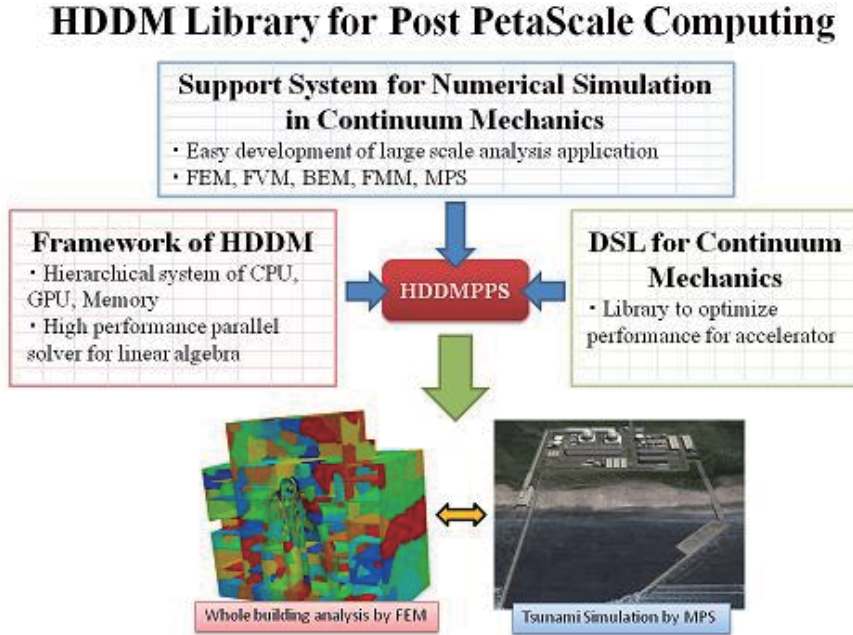 HDDM Library for Post PetaScale Computing
Support System for Numerical Simulation
in Continuum Mechanics
・Easy development of large scale analysis application
・FEM, FVM, BEM, FMM, MPS
Framework of HDDM
・Hierarchical system of CPU,
GPU, Memory
・High performance parallel
solver for linear algebra
HDDMPPS
DSL for Continuum
Mechanics
・Library to optimize
performance for accelerator
Whole building analysis by FEM
Tsunami Simulation by MPS